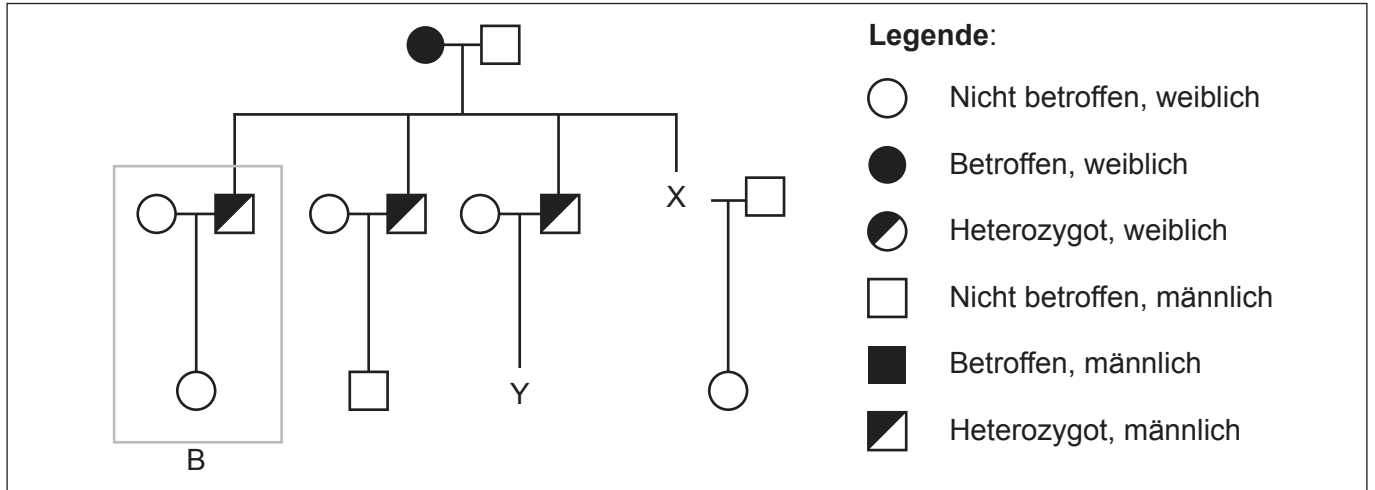 Legende:
Nicht betroffen, weiblich
Betroffen, weiblich
Heterozygot, weiblich
Nicht betroffen, männlich
Betroffen, männlich
Heterozygot, männlich
X
Y
B